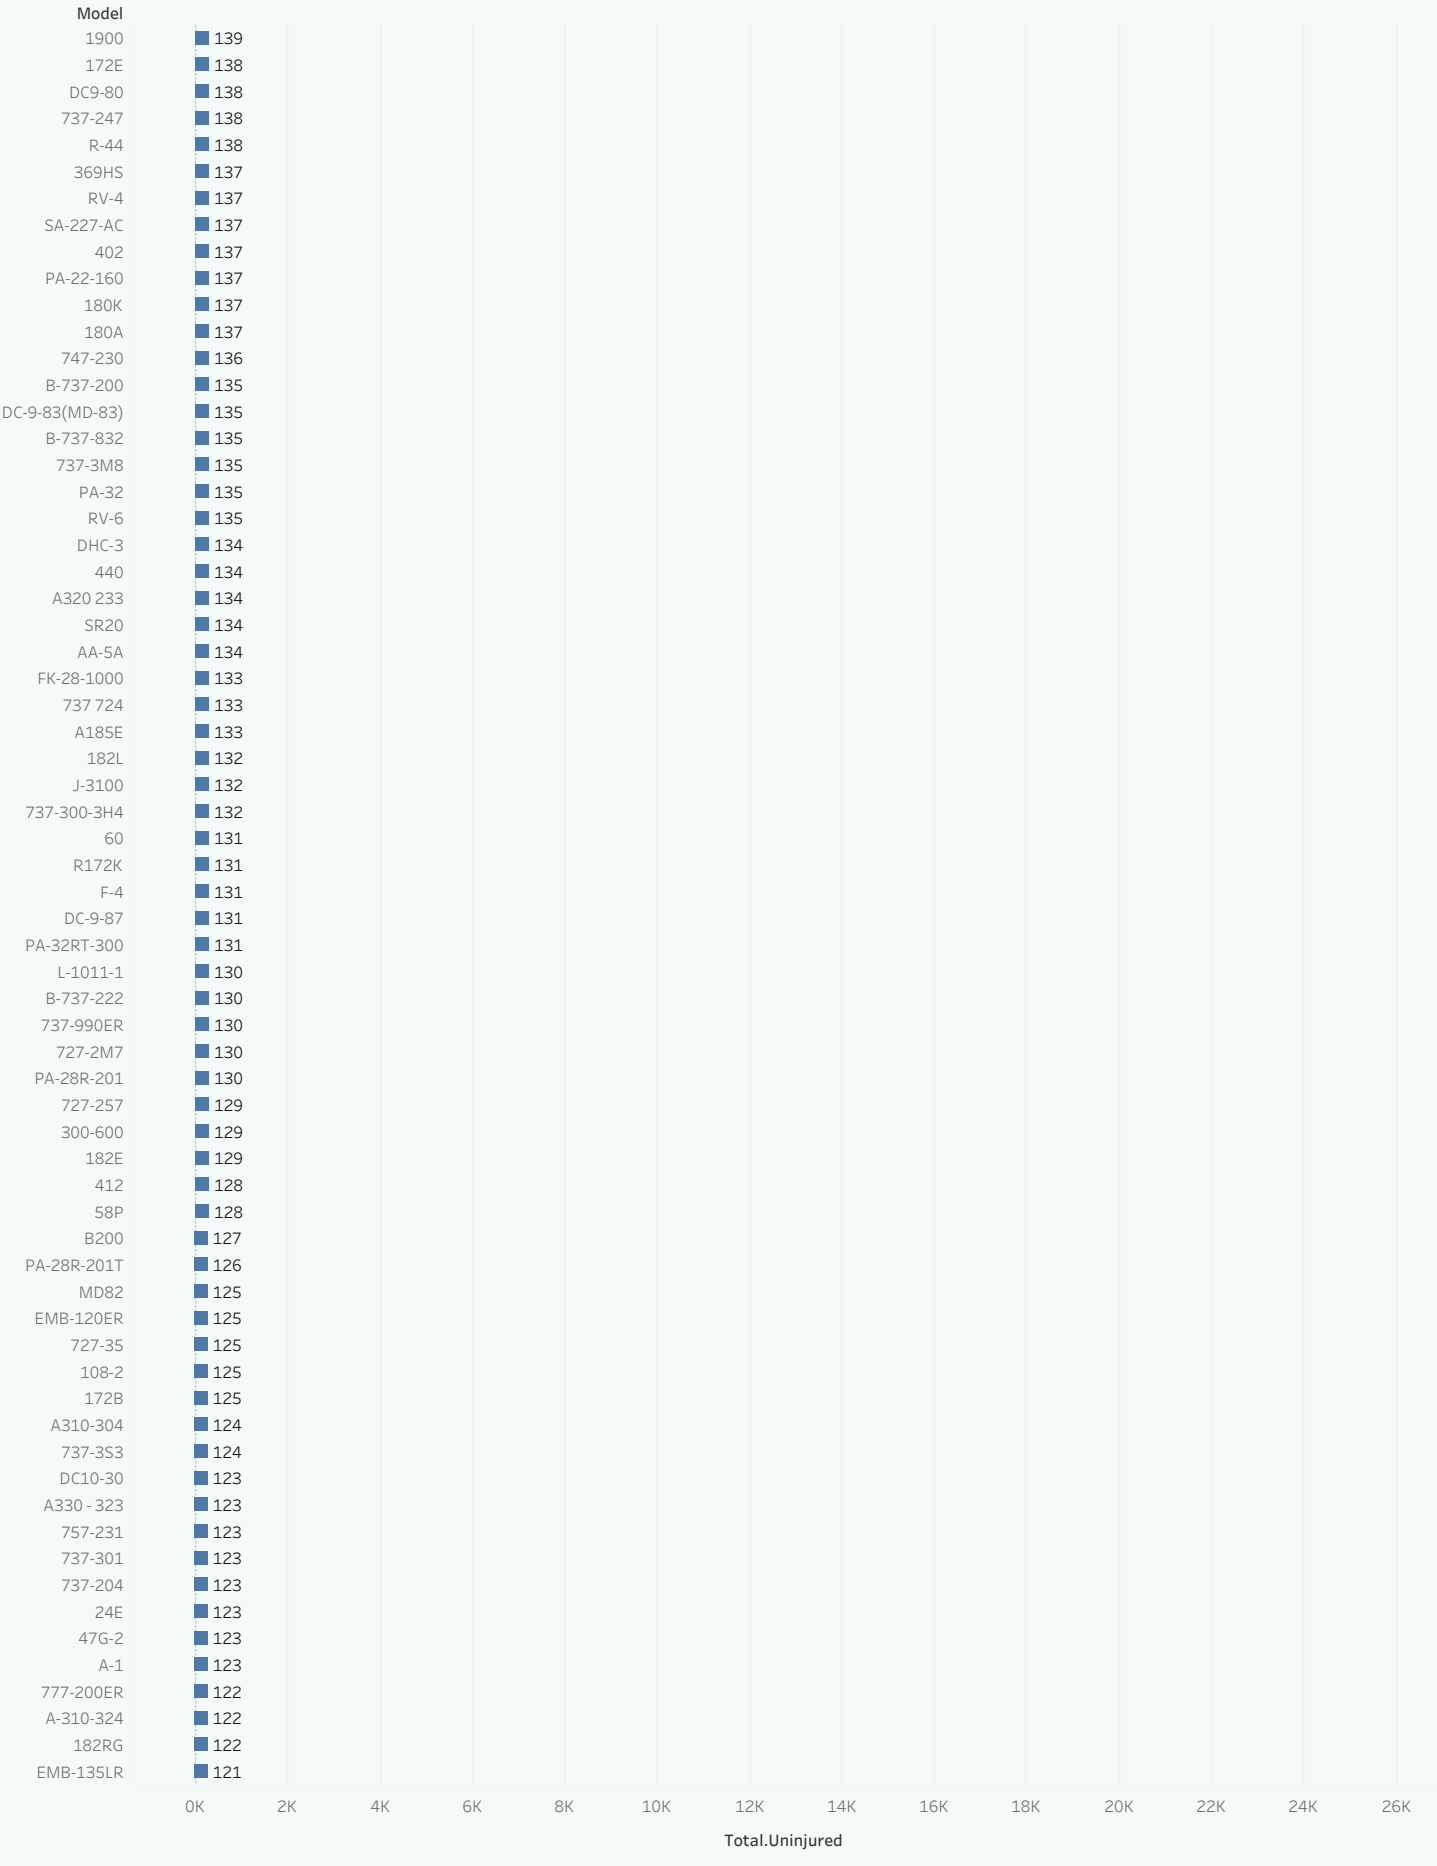 Model
1900 139
172E 138
DC9-80 138
737-247 138
R-44 138
369HS 137
RV-4 137
SA-227-AC 137
402 137
PA-22-160 137
180K 137
180A 137
747-230 136
B-737-200 135
DC-9-83(MD-83) 135
B-737-832 135
737-3M8 135
PA-32 135
RV-6 135
DHC-3 134
440 134
A320 233 134
SR20 134
AA-5A 134
FK-28-1000 133
737 724 133
A185E 133
182L 132
J-3100 132
737-300-3H4 132
60 131
R172K 131
F-4 131
DC-9-87 131
PA-32RT-300 131
L-1011-1 130
B-737-222 130
737-990ER 130
727-2M7 130
PA-28R-201 130
727-257 129
300-600 129
182E 129
412 128
58P 128
B200 127
PA-28R-201T 126
MD82 125
EMB-120ER 125
727-35 125
108-2 125
172B 125
A310-304 124
737-3S3 124
DC10-30 123
A330 - 323 123
757-231 123
737-301 123
737-204 123
24E 123
47G-2 123
A-1 123
777-200ER 122
A-310-324 122
182RG 122
EMB-135LR 121
0K 2K 4K 6K 8K 10K 12K 14K 16K 18K 20K 22K 24K 26K
Total.Uninjured